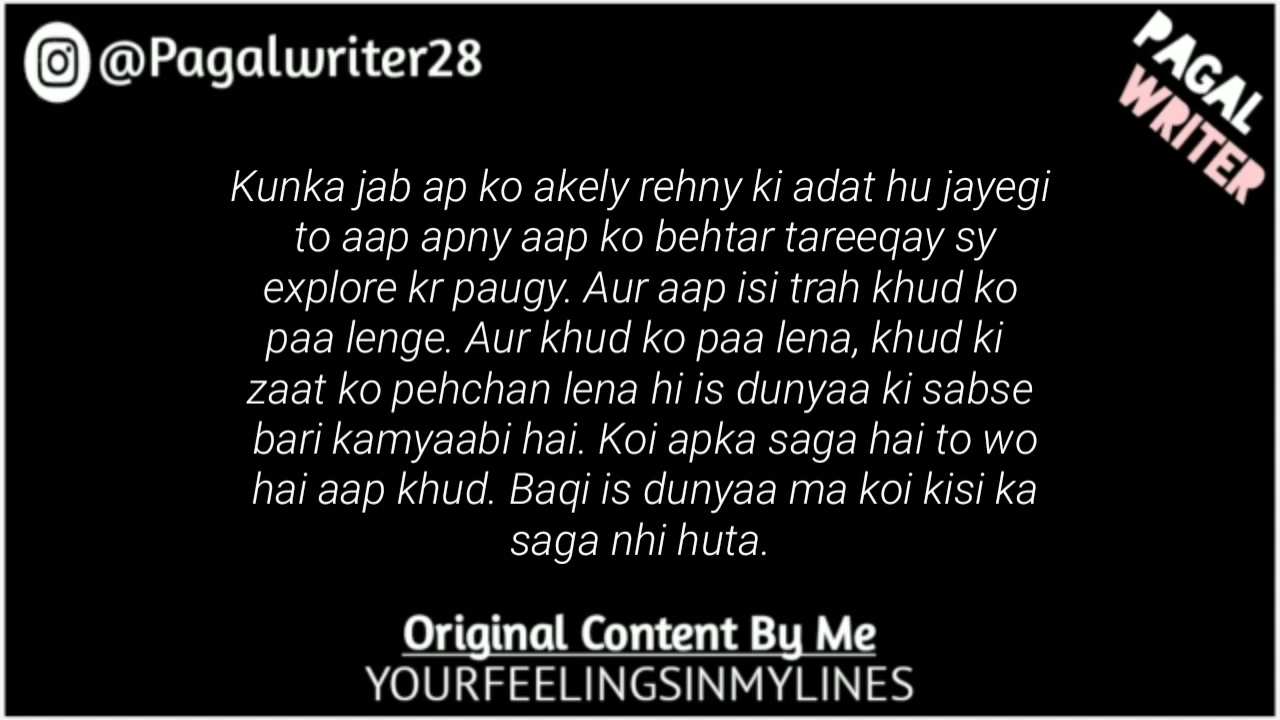 @Pagalwriter28
PAGAL
WRITER
Kunka jab ap ko akely rehny ki adat hu jayegi
to aap apny aap ko behtar tareeqay sy
explore kr paugy. Aur aap isi trah khud ko
paa lenge. Aur khud ko paa lena, khud ki
zaat ko pehchan lena hi is dunyaa ki sabse
bari kamyaabi hai. Koi apka saga hai to wo
hai aap khud. Baqi is dunyaa ma koi kisi ka
saga nhi huta.
Original Content By Me
YOURFEELINGSINMYLINES